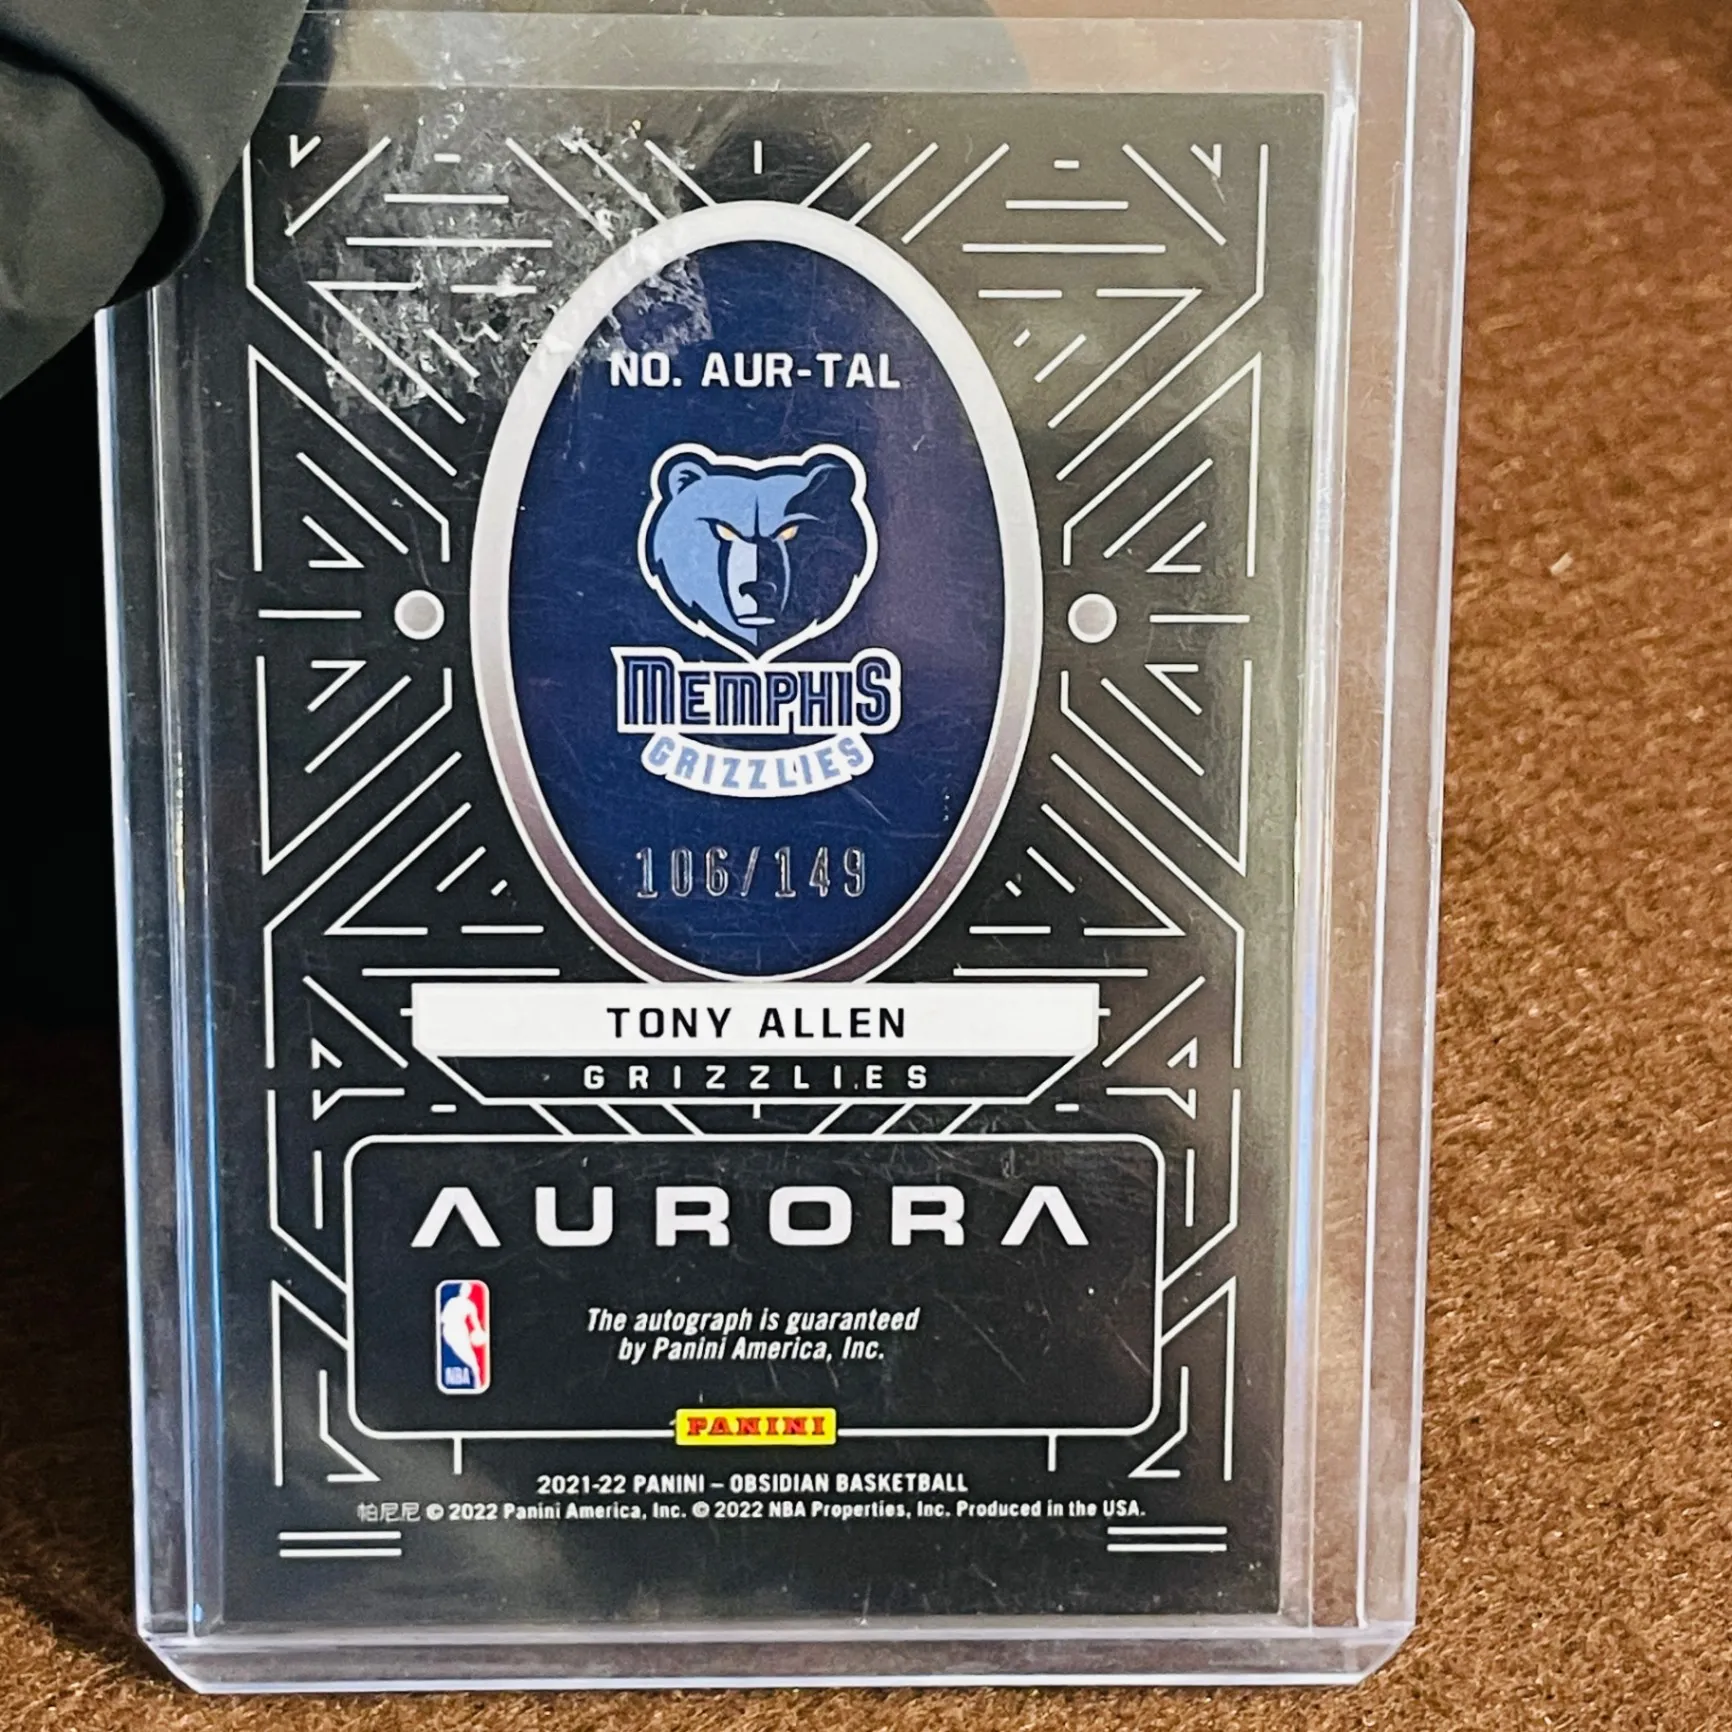 NO. AUR-TAL
MEMPHIS
GRIZZLIES
106/149
TONY ALLEN
GRIZZLIES
AURORA
The autograph is guaranteed
by Panini America, Inc.
NBA
PANINI
2021-22 PANINI – OBSIDIAN BASKETBALL
帕尼尼 © 2022 Panini America, Inc. © 2022 NBA Properties, Inc. Produced in the USA.